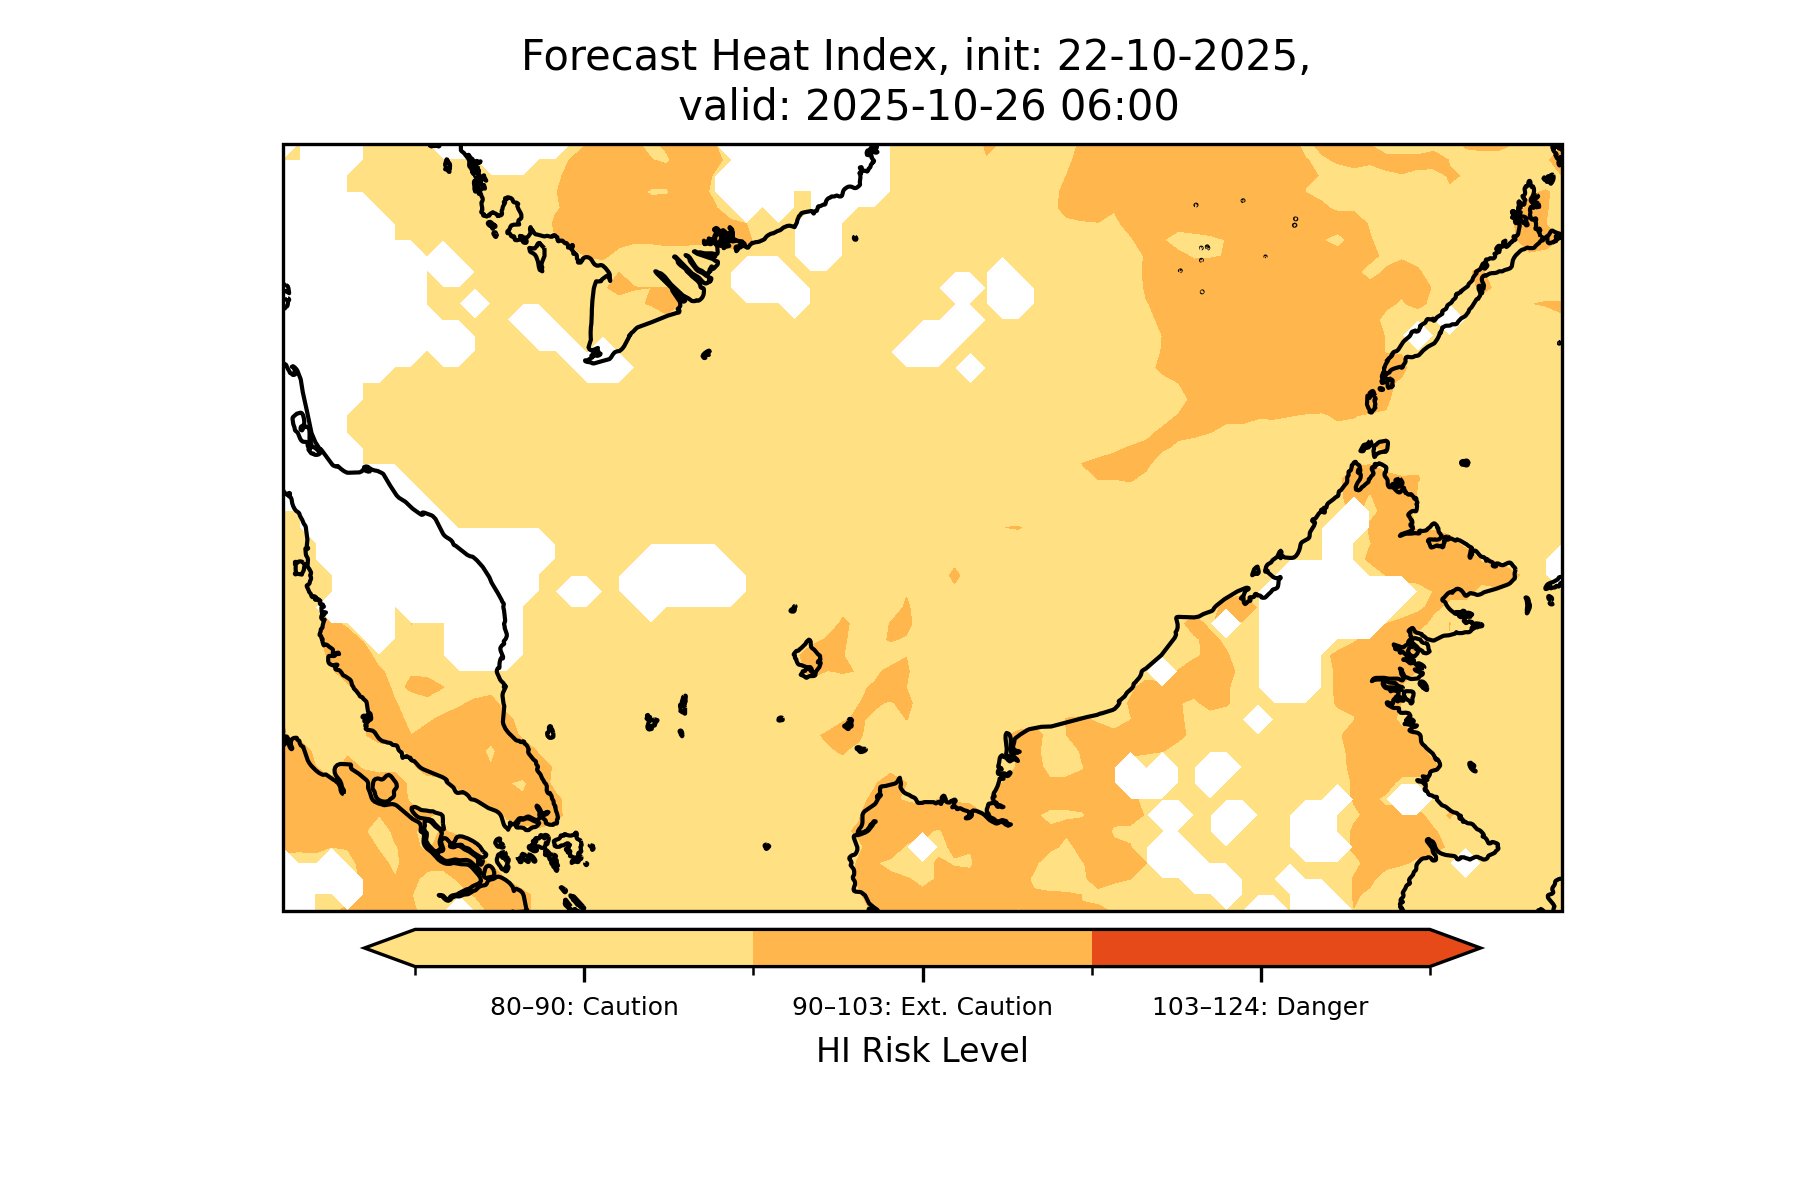 Forecast Heat Index, init: 22-10-2025,
valid: 2025-10-26 06:00
80–90: Caution
90–103: Ext. Caution
103–124: Danger
HI Risk Level